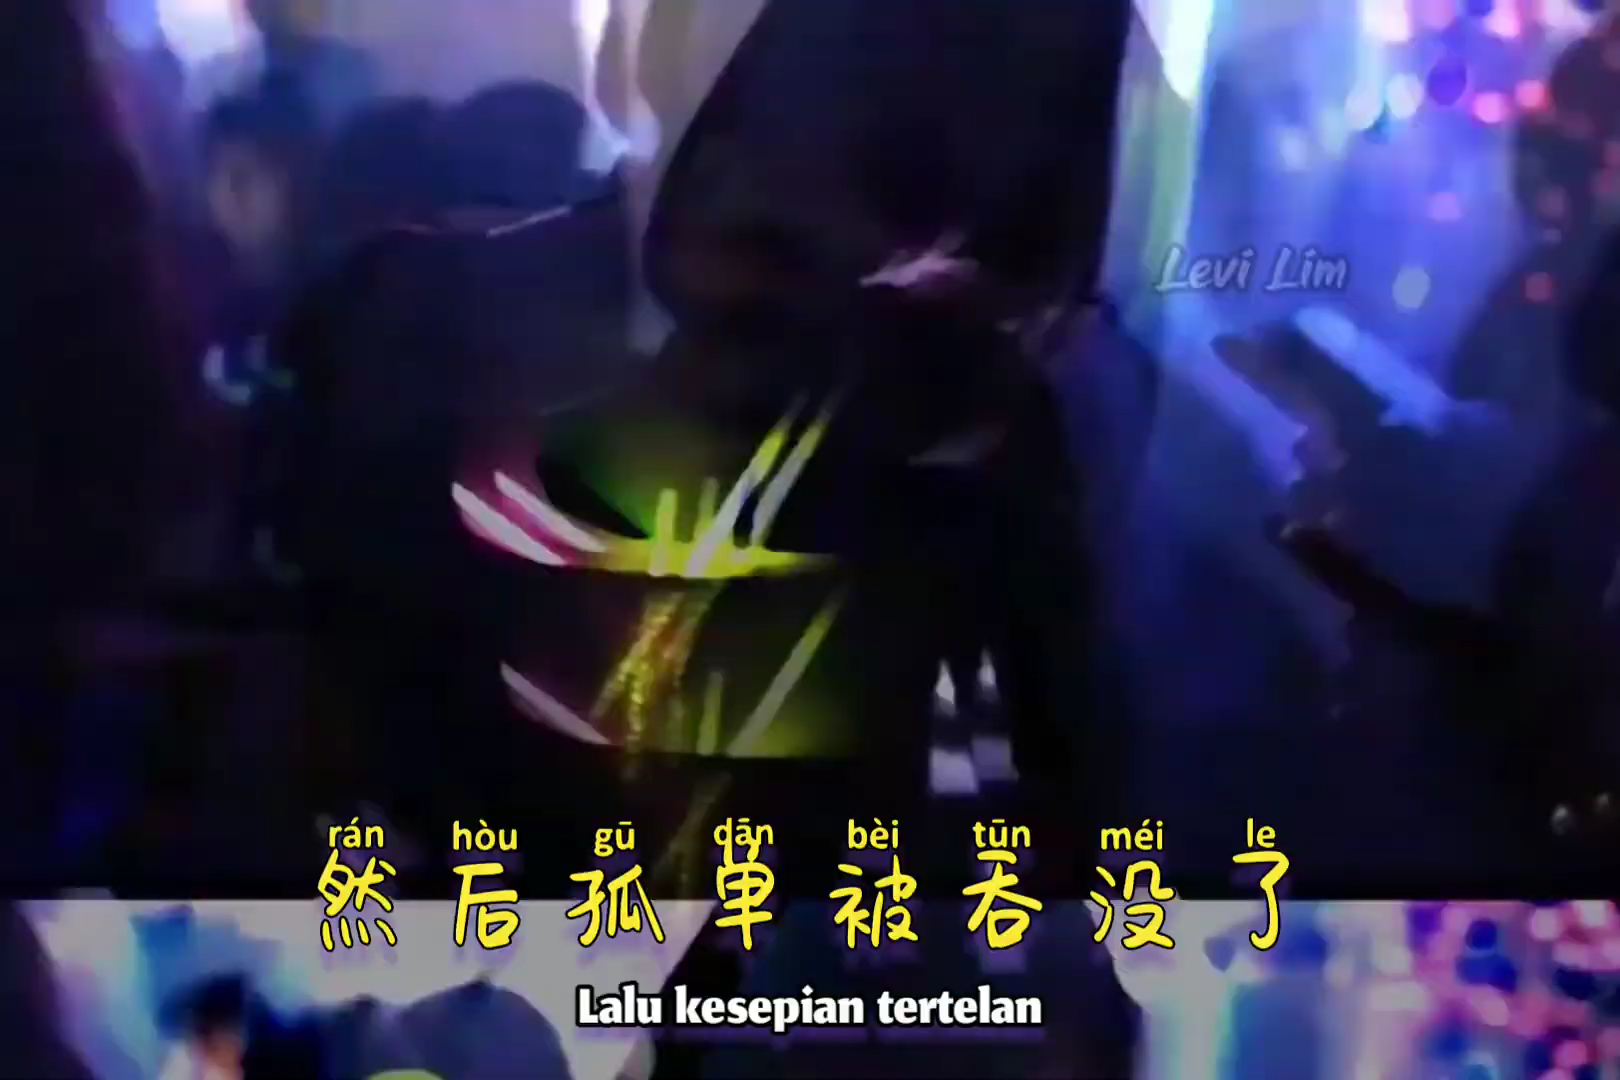 Levi Lim
rán hòu gū dān bèi tūn méi le
然后孤单被吞没了
Lalu kesepian tertelan